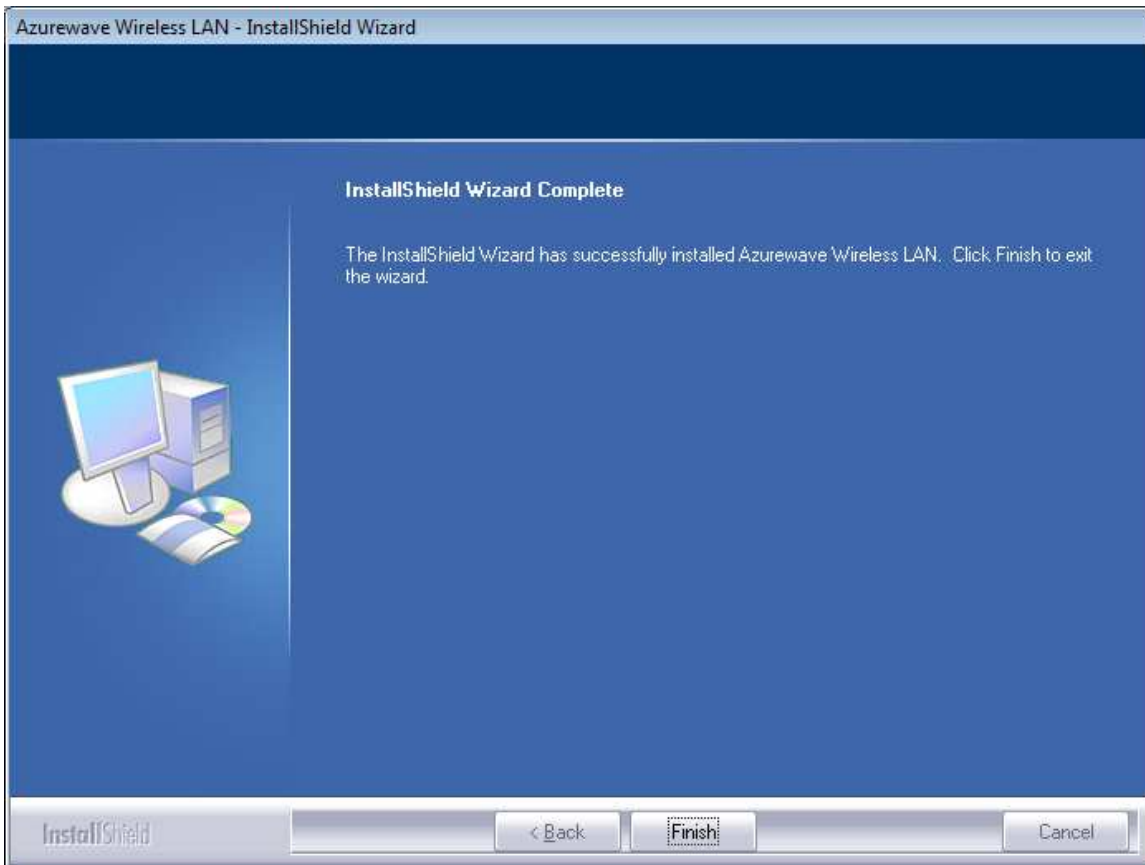 Azurewave Wireless LAN - InstallShield Wizard
InstallShield Wizard Complete
The InstallShield Wizard has successfully installed Azurewave Wireless LAN. Click Finish to exit
the wizard.
InstallShield
< Back
Finish
Cancel